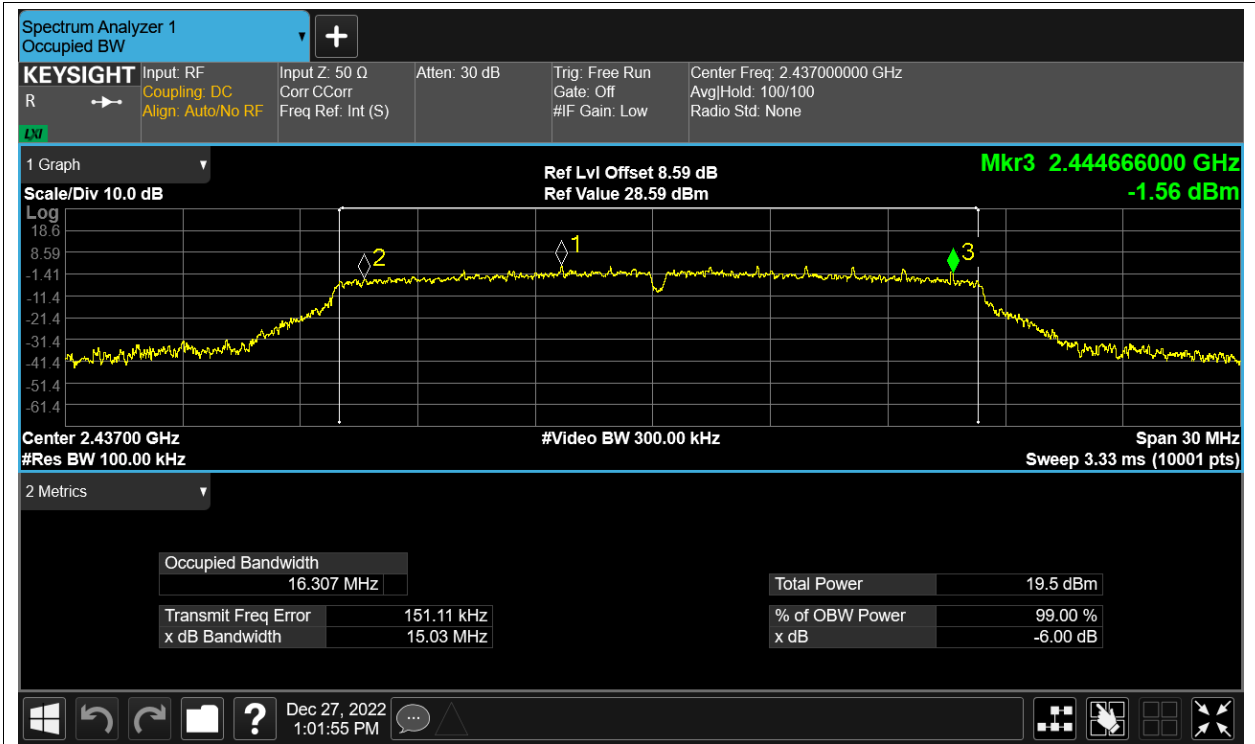 Spectrum Analyzer 1
Occupied BW
KEYSIGHT
R
LXI
Input: RF
Coupling: DC
Align: Auto/No RF
Input Z: 50 Ω
Corr CCorr
Freq Ref: Int (S)
Atten: 30 dB
Trig: Free Run
Gate: Off
#IF Gain: Low
Center Freq: 2.437000000 GHz
Avg|Hold: 100/100
Radio Std: None
1 Graph
Scale/Div 10.0 dB
Ref Lvl Offset 8.59 dB
Ref Value 28.59 dBm
Mkr3 2.444666000 GHz
-1.56 dBm
Log
18.6
8.59
-1.41
-11.4
-21.4
-31.4
-41.4
-51.4
-61.4
2
1
3
Center 2.43700 GHz
#Video BW 300.00 kHz
Span 30 MHz
#Res BW 100.00 kHz
Sweep 3.33 ms (10001 pts)
2 Metrics
Occupied Bandwidth
16.307 MHz
Transmit Freq Error 151.11 kHz
x dB Bandwidth 15.03 MHz
Total Power 19.5 dBm
% of OBW Power 99.00 %
x dB -6.00 dB
?
Dec 27, 2022
1:01:55 PM